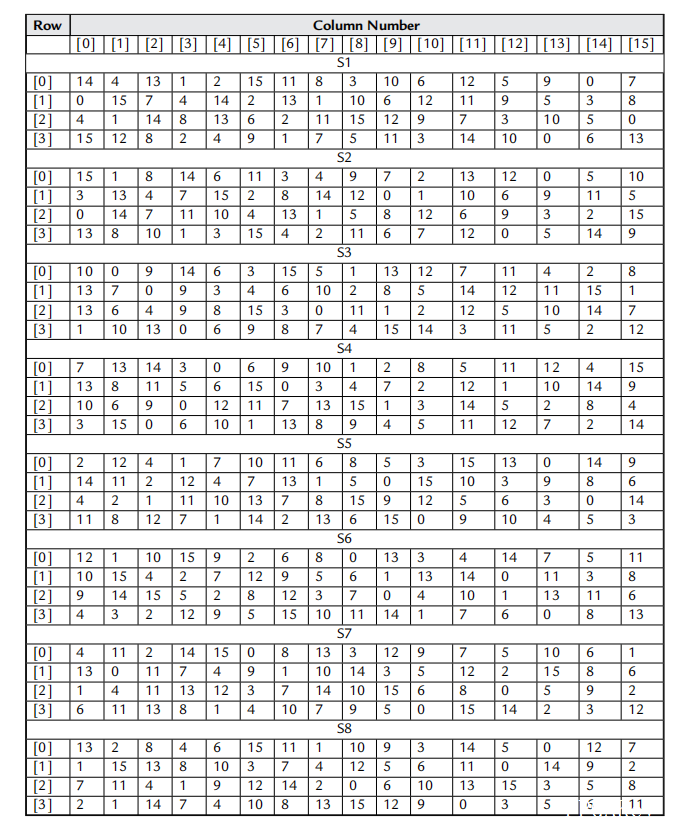 Row Column Number
[0] [1] [2] [3] [4] [5] [6] [7] [8] [9] [10] [11] [12] [13] [14] [15]
S1
[0] 14 4 13 1 2 15 11 8 3 10 6 12 5 9 0 7
[1] 0 15 7 4 14 2 13 1 10 6 12 11 9 5 3 8
[2] 4 1 14 8 13 6 2 11 15 12 9 7 3 10 5 0
[3] 15 12 8 2 4 9 1 7 5 11 3 14 10 0 6 13
S2
[0] 15 1 8 14 6 11 3 4 9 7 2 13 12 0 5 10
[1] 3 13 4 7 15 2 8 14 12 0 1 10 6 9 11 5
[2] 0 14 7 11 10 4 13 1 5 8 12 6 9 3 2 15
[3] 13 8 10 1 3 15 4 2 11 6 7 12 0 5 14 9
S3
[0] 10 0 9 14 6 3 15 5 1 13 12 7 11 4 2 8
[1] 13 7 0 9 3 4 6 10 2 8 5 14 12 11 15 1
[2] 13 6 4 9 8 15 3 0 11 1 2 12 5 10 14 7
[3] 1 10 13 0 6 9 8 7 4 15 14 3 11 5 2 12
S4
[0] 7 13 14 3 0 6 9 10 1 2 8 5 11 12 4 15
[1] 13 8 11 5 6 15 0 3 4 7 2 12 1 10 14 9
[2] 10 6 9 0 12 11 7 13 15 1 3 14 5 2 8 4
[3] 3 15 0 6 10 1 13 8 9 4 5 11 12 7 2 14
S5
[0] 2 12 4 1 7 10 11 6 8 5 3 15 13 0 14 9
[1] 14 11 2 12 4 7 13 1 5 0 15 10 3 9 8 6
[2] 4 2 1 11 10 13 7 8 15 9 12 5 6 3 0 14
[3] 11 8 12 7 1 14 2 13 6 15 0 9 10 4 5 3
S6
[0] 12 1 10 15 9 2 6 8 0 13 3 4 14 7 5 11
[1] 10 15 4 2 7 12 9 5 6 1 13 14 0 11 3 8
[2] 9 14 15 5 2 8 12 3 7 0 4 10 1 13 11 6
[3] 4 3 2 12 9 5 15 10 11 14 1 7 6 0 8 13
S7
[0] 4 11 2 14 15 0 8 13 3 12 9 7 5 10 6 1
[1] 13 0 11 7 4 9 1 10 14 3 5 12 2 15 8 6
[2] 1 4 11 13 12 3 7 14 10 15 6 8 0 5 9 2
[3] 6 11 13 8 1 4 10 7 9 5 0 15 14 2 3 12
S8
[0] 13 2 8 4 6 15 11 1 10 9 3 14 5 0 12 7
[1] 1 15 13 8 10 3 7 4 12 5 6 11 0 14 9 2
[2] 7 11 4 1 9 12 14 2 0 6 10 13 15 3 5 8
[3] 2 1 14 7 4 10 8 13 15 12 9 0 3 5 6 11